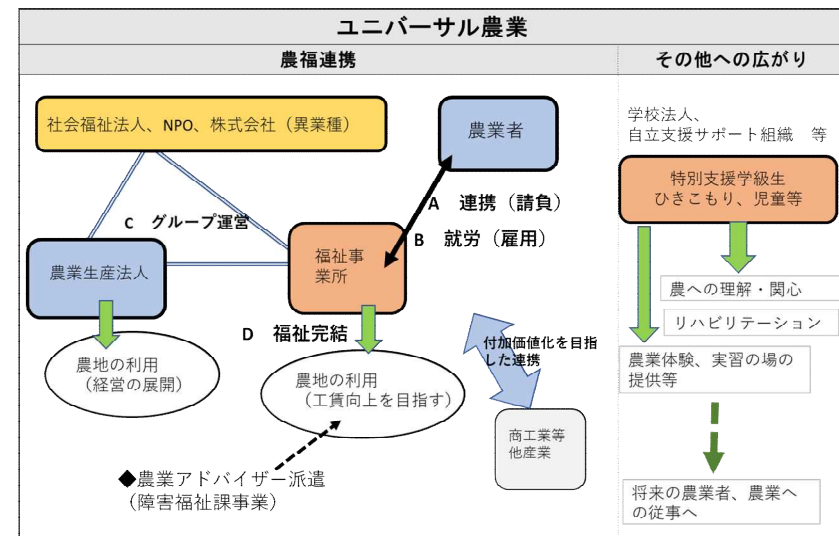 ユニバーサル農業
農福連携
その他への広がり
社会福祉法人、NPO、株式会社（異業種）
農業者
学校法人、
自立支援サポート組織　等
特別支援学級生
ひきこもり、児童等
A　連携（請負）
C　グループ運営
B　就労（雇用）
農業生産法人
福祉事
業所
農への理解・関心
リハビリテーション
D　福祉完結
付加価値化を目指
した連携
農地の利用
（経営の展開）
農地の利用
（工賃向上を目指す）
農業体験、実習の場の
提供等
商工業等
他産業
◆農業アドバイザー派遣
（障害福祉課事業）
将来の農業者、農業へ
の従事へ